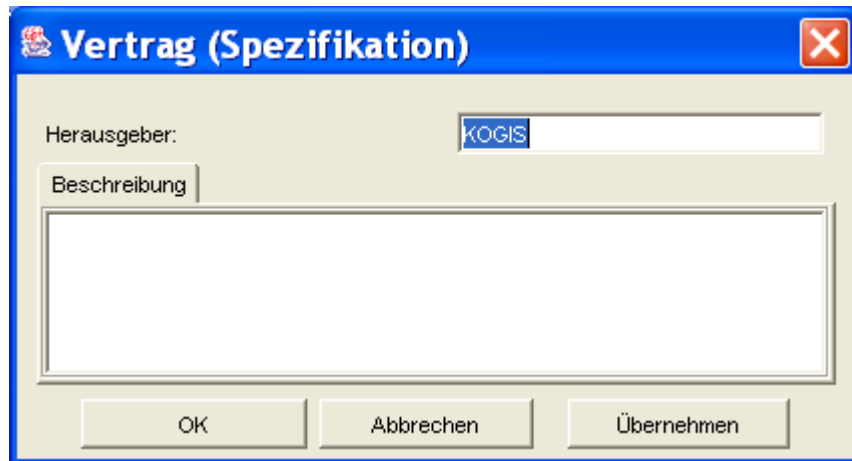 Vertrag (Spezifikation)
Herausgeber: KOGIS
Beschreibung
OK Abbrechen Übernehmen